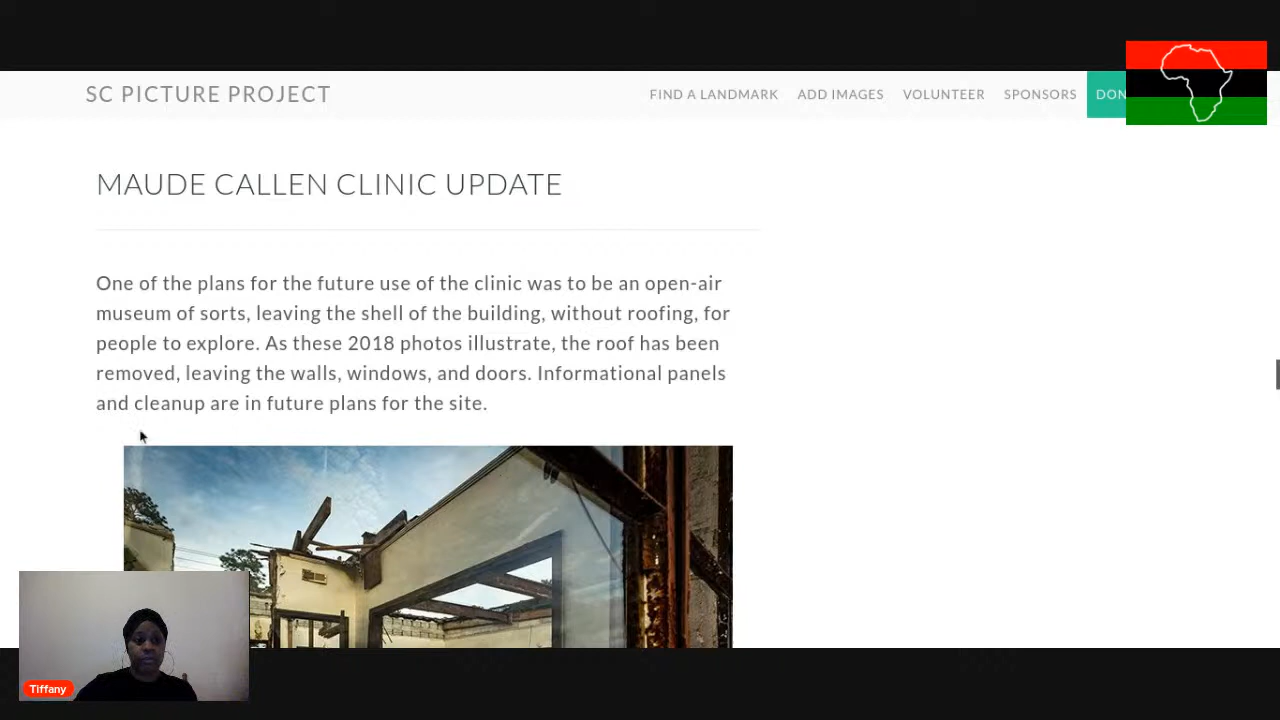 SC PICTURE PROJECT
FIND A LANDMARK ADD IMAGES VOLUNTEER SPONSORS
MAUDE CALLEN CLINIC UPDATE
One of the plans for the future use of the clinic was to be an open-air
museum of sorts, leaving the shell of the building, without roofing, for
people to explore. As these 2018 photos illustrate, the roof has been
removed, leaving the walls, windows, and doors. Informational panels
and cleanup are in future plans for the site.
Tiffany